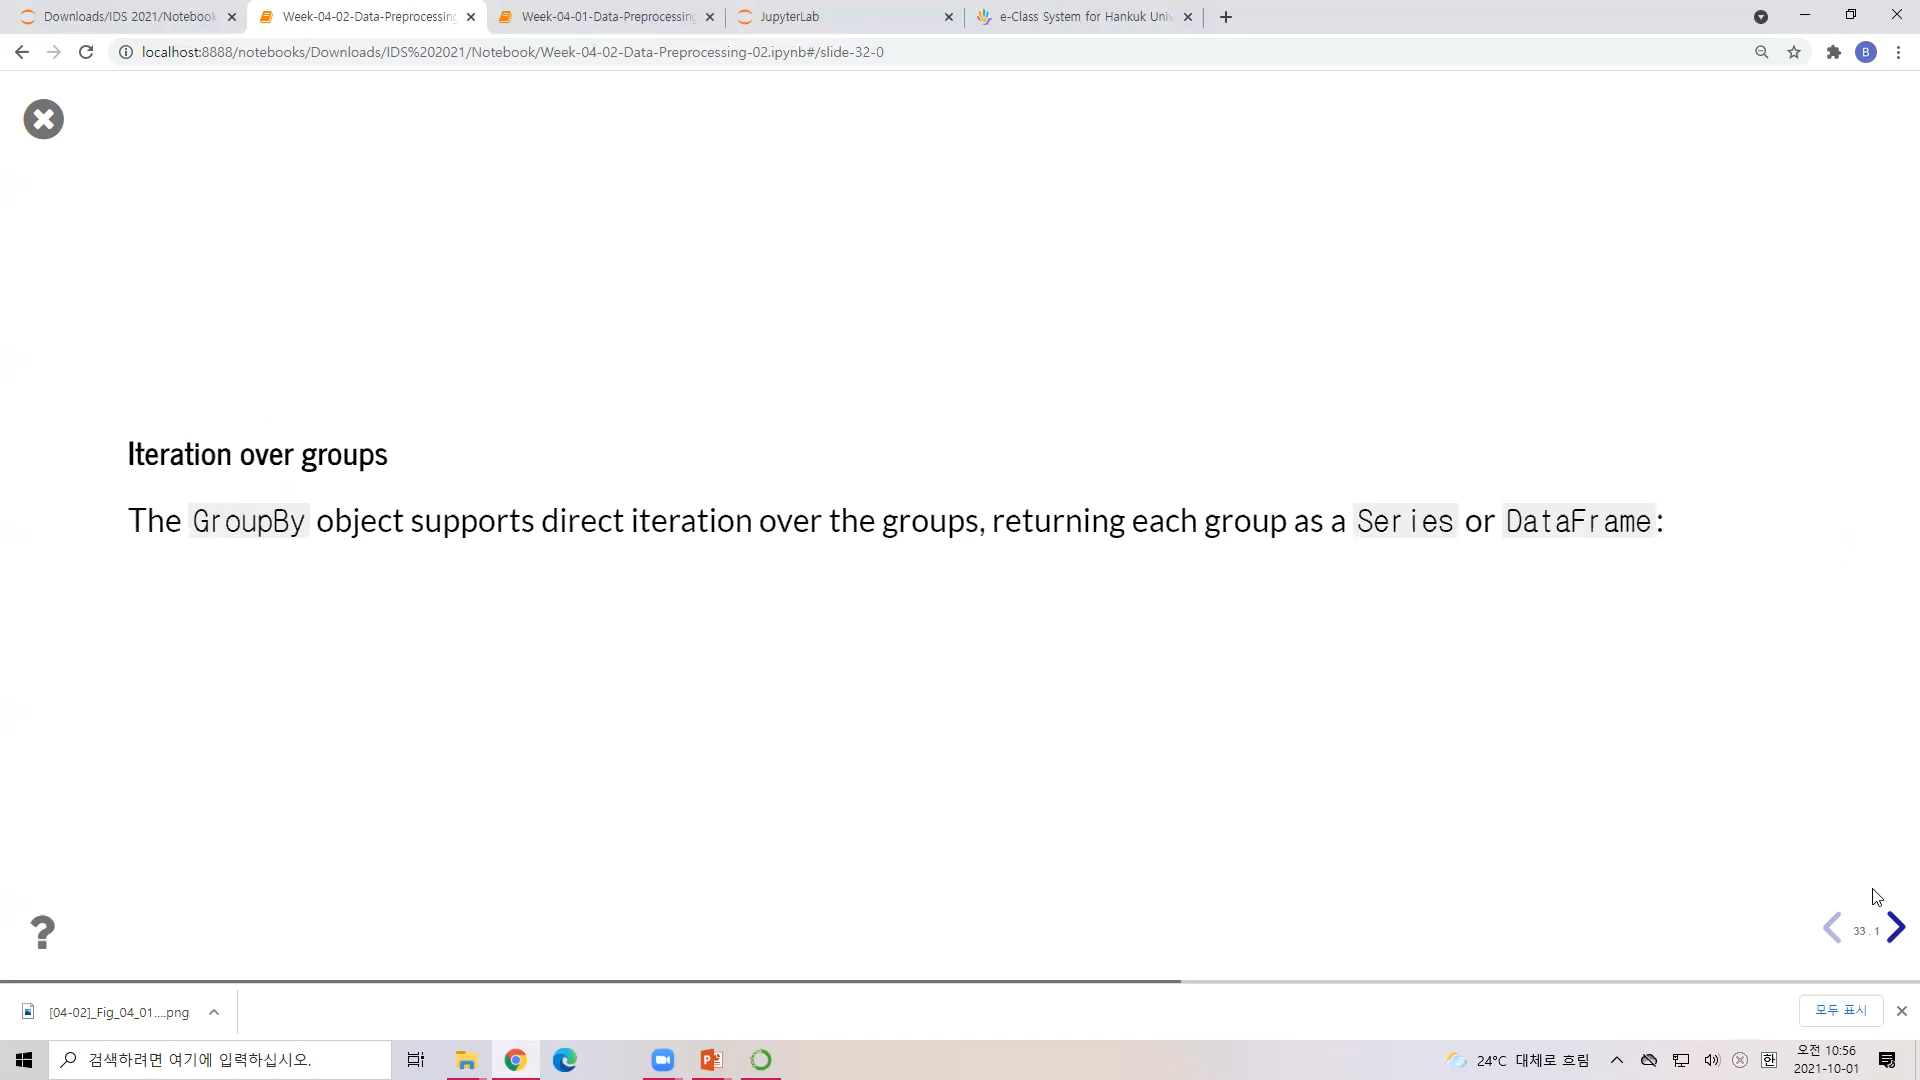 Downloads/IDS 2021/Notebook
Week-04-02-Data-Preprocessing
Week-04-01-Data-Preprocessing
JupyterLab
e-Class System for Hankuk Univ
localhost:8888/notebooks/Downloads/IDS%202021/Notebook/Week-04-02-Data-Preprocessing-02.ipynb#/slide-32-0
B
Iteration over groups
The GroupBy object supports direct iteration over the groups, returning each group as a Series or DataFrame:
?
33 . 1
[04-02]_Fig_04_01....png
모두 표시
검색하려면 여기에 입력하십시오.
24°C 대체로 흐림
한
오전 10:56
2021-10-01